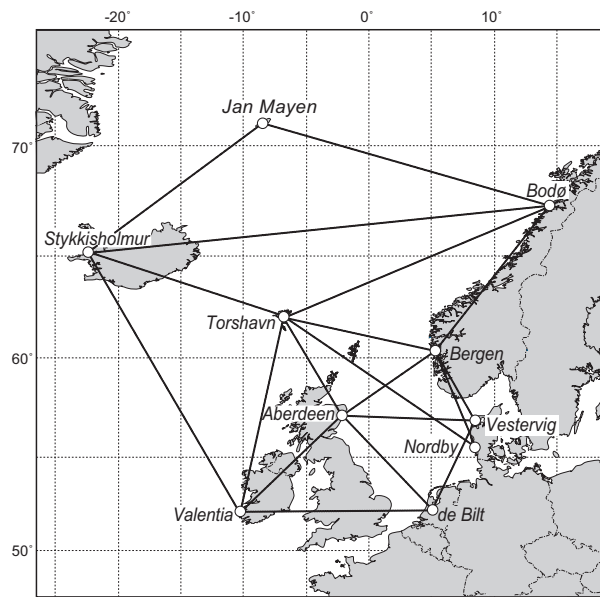 -20° -10° 0° 10°
Jan Mayen
70°
Bodø
Stykkisholmur
Torshavn
60°
Bergen
Aberdeen
Vestervig
Nordby
Valentia
de Bilt
50°